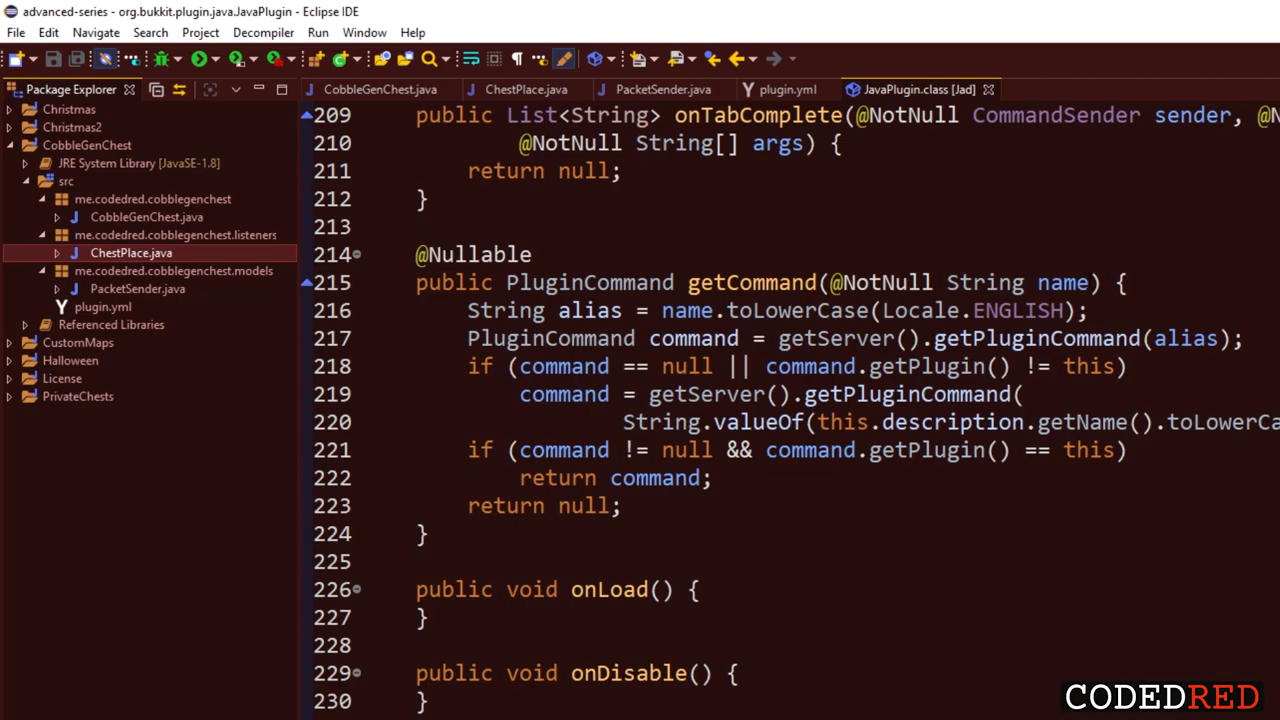 advanced-series - org.bukkit.plugin.java.JavaPlugin - Eclipse IDE
File Edit Navigate Search Project Refactor Decompiler Run Window Help
Package Explorer
CobbleGenChest.java ChestPlace.java PacketSender.java plugin.yml JavaPlugin.class [Jad]
Christmas
Christmas2
CobbleGenChest
JRE System Library [JavaSE-1.8]
src
me.codedred.cobblegenchest
CobbleGenChest.java
me.codedred.cobblegenchest.listeners
ChestPlace.java
me.codedred.cobblegenchest.models
PacketSender.java
plugin.yml
Referenced Libraries
CustomMaps
Halloween
License
PrivateChests
209 public List<String> onTabComplete(@NotNull CommandSender sender, @N
210 @NotNull String[] args) {
211 return null;
212 }
213
214 @Nullable
215 public PluginCommand getCommand(@NotNull String name) {
216 String alias = name.toLowerCase(Locale.ENGLISH);
217 PluginCommand command = getServer().getPluginCommand(alias);
218 if (command == null || command.getPlugin() != this)
219 command = getServer().getPluginCommand(
220 String.valueOf(this.description.getName().toLowerCa
221 if (command != null && command.getPlugin() == this)
222 return command;
223 return null;
224 }
225
226 public void onLoad() {
227 }
228
229 public void onDisable() {
230 }
CODEDRED